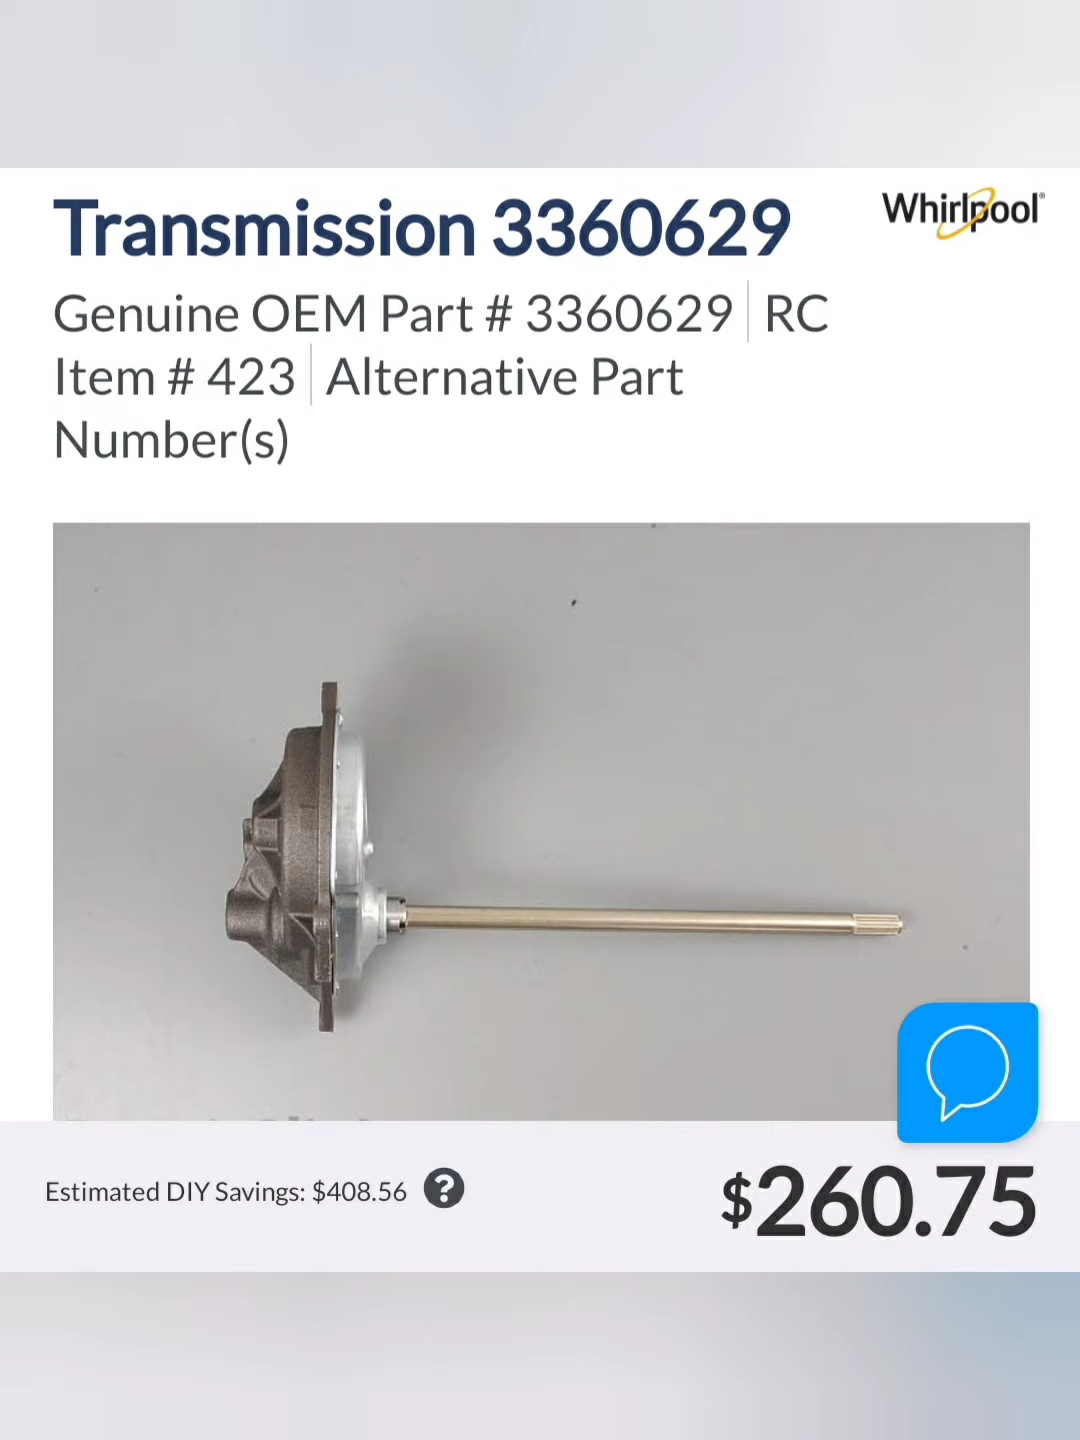 Transmission 3360629
Whirlpool
Genuine OEM Part # 3360629 | RC
Item # 423 | Alternative Part
Number(s)
Estimated DIY Savings: $408.56 ?
$260.75